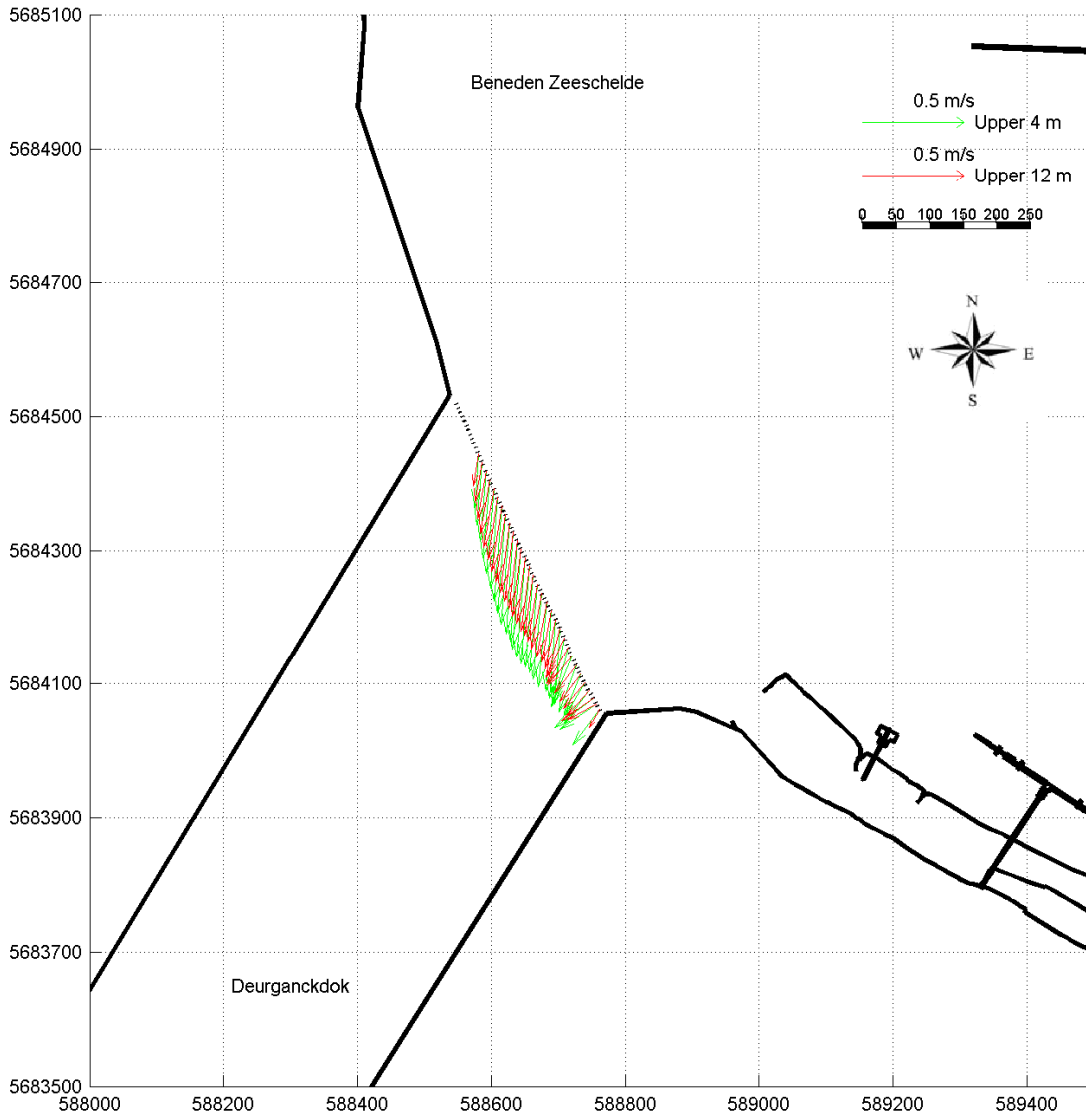 5685100
Beneden Zeeschelde
0.5 m/s
Upper 4 m
5684900
0.5 m/s
Upper 12 m
0 50 100 150 200 250
5684700
N
W E
S
5684500
5684300
5684100
5683900
5683700
Deurganckdok
5683500
588000 588200 588400 588600 588800 589000 589200 589400